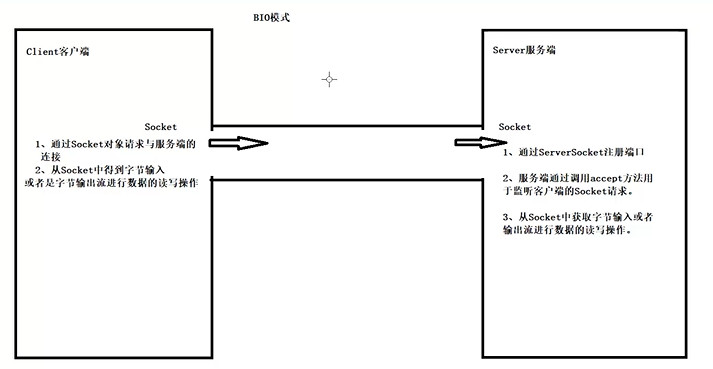 BIO模式
Client客户端
Socket
1、通过Socket对象请求与服务端的
连接
2、从Socket中得到字节输入
或者是字节输出流进行数据的读写操作
Server服务端
Socket
1、通过ServerSocket注册端口
2、服务端通过调用accept方法用
于监听客户端的Socket请求。
3、从Socket中获取字节输入或者
输出流进行数据的读写操作。